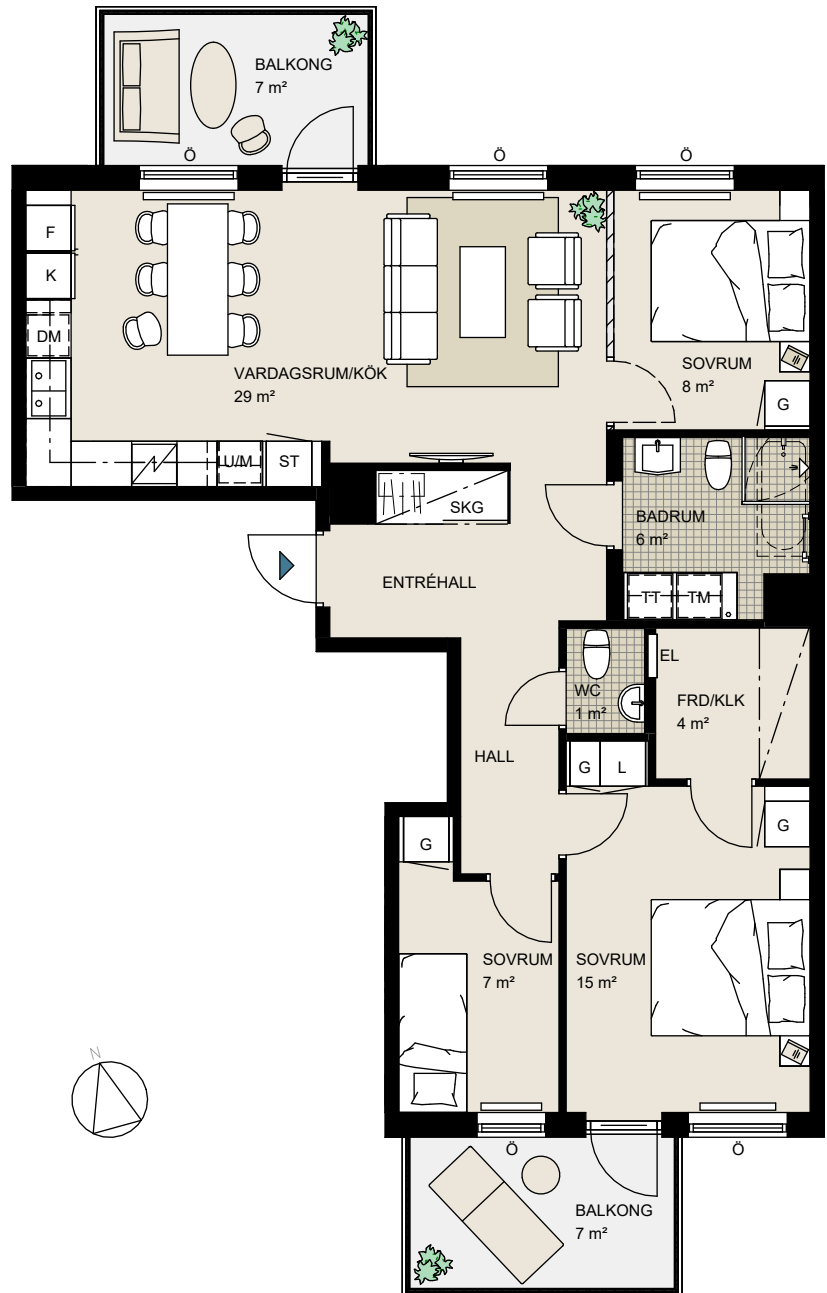 BALKONG
7 m²
Ö
Ö
Ö
F
K
DM
VARDAGSRUM/KÖK
29 m²
SOVRUM
8 m²
G
U/M
ST
SKG
BADRUM
6 m²
ENTRÉHALL
TT
TM
EL
WC
1 m²
FRD/KLK
4 m²
HALL
G
L
G
G
SOVRUM
7 m²
SOVRUM
15 m²
N
Ö
Ö
BALKONG
7 m²